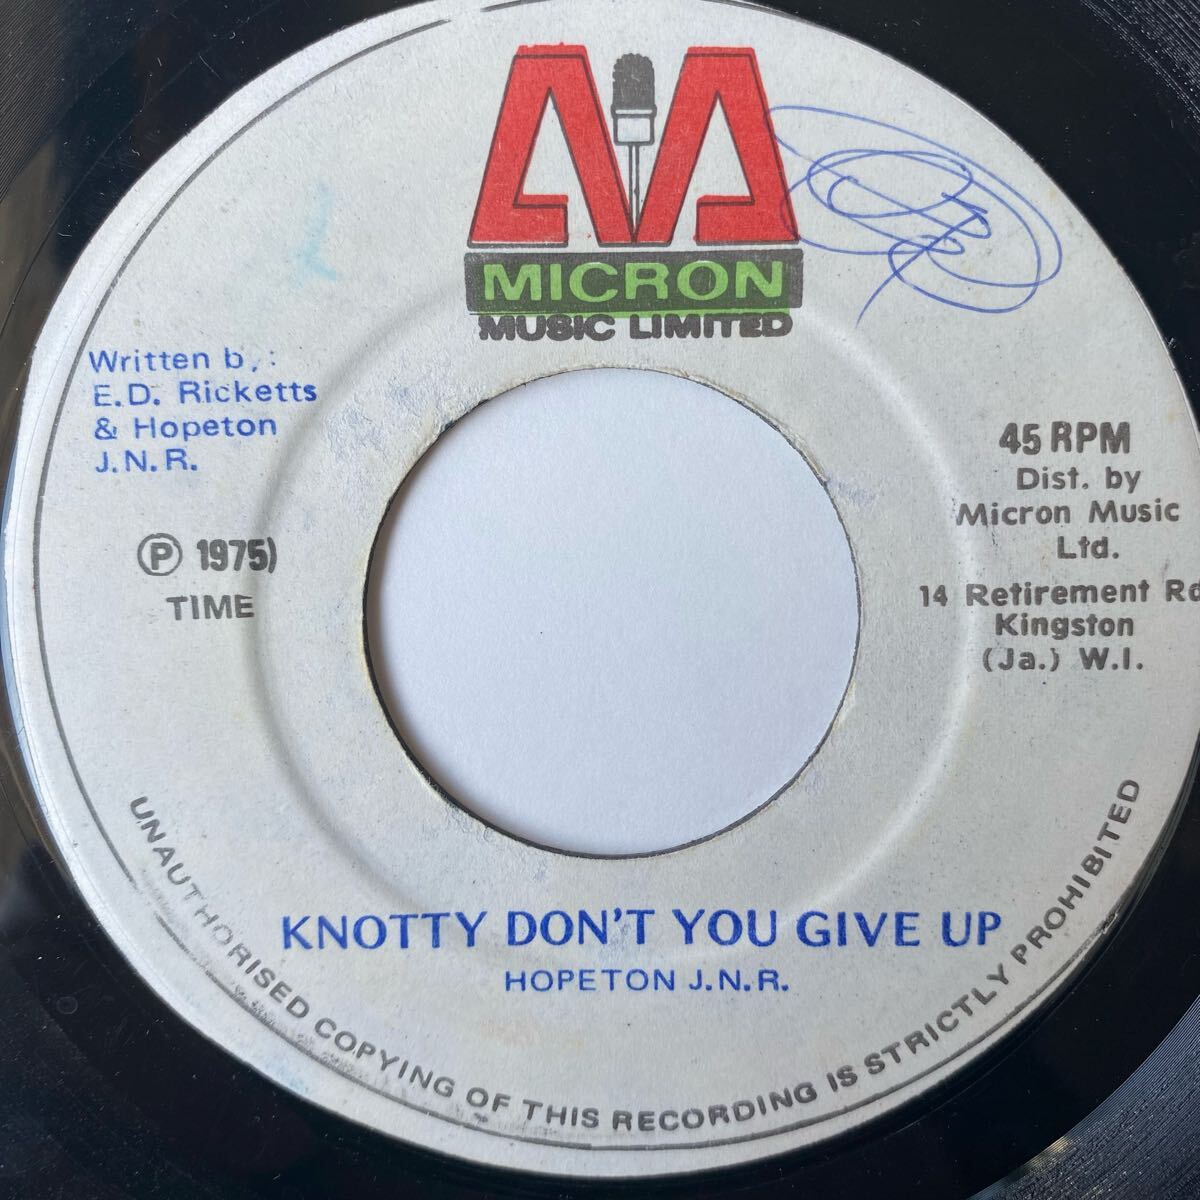 MICRON
MUSIC LIMITED
Written b,:
E.D. Ricketts
& Hopeton
J.N.R.
Ⓟ 1975)
TIME
45 RPM
Dist. by
Micron Music
Ltd.
14 Retirement Rd
Kingston
(Ja.) W.I.
KNOTTY DON'T YOU GIVE UP
HOPETON J.N.R.
UNAUTHORISED COPYING OF THIS RECORDING IS STRICTLY PROHIBITED